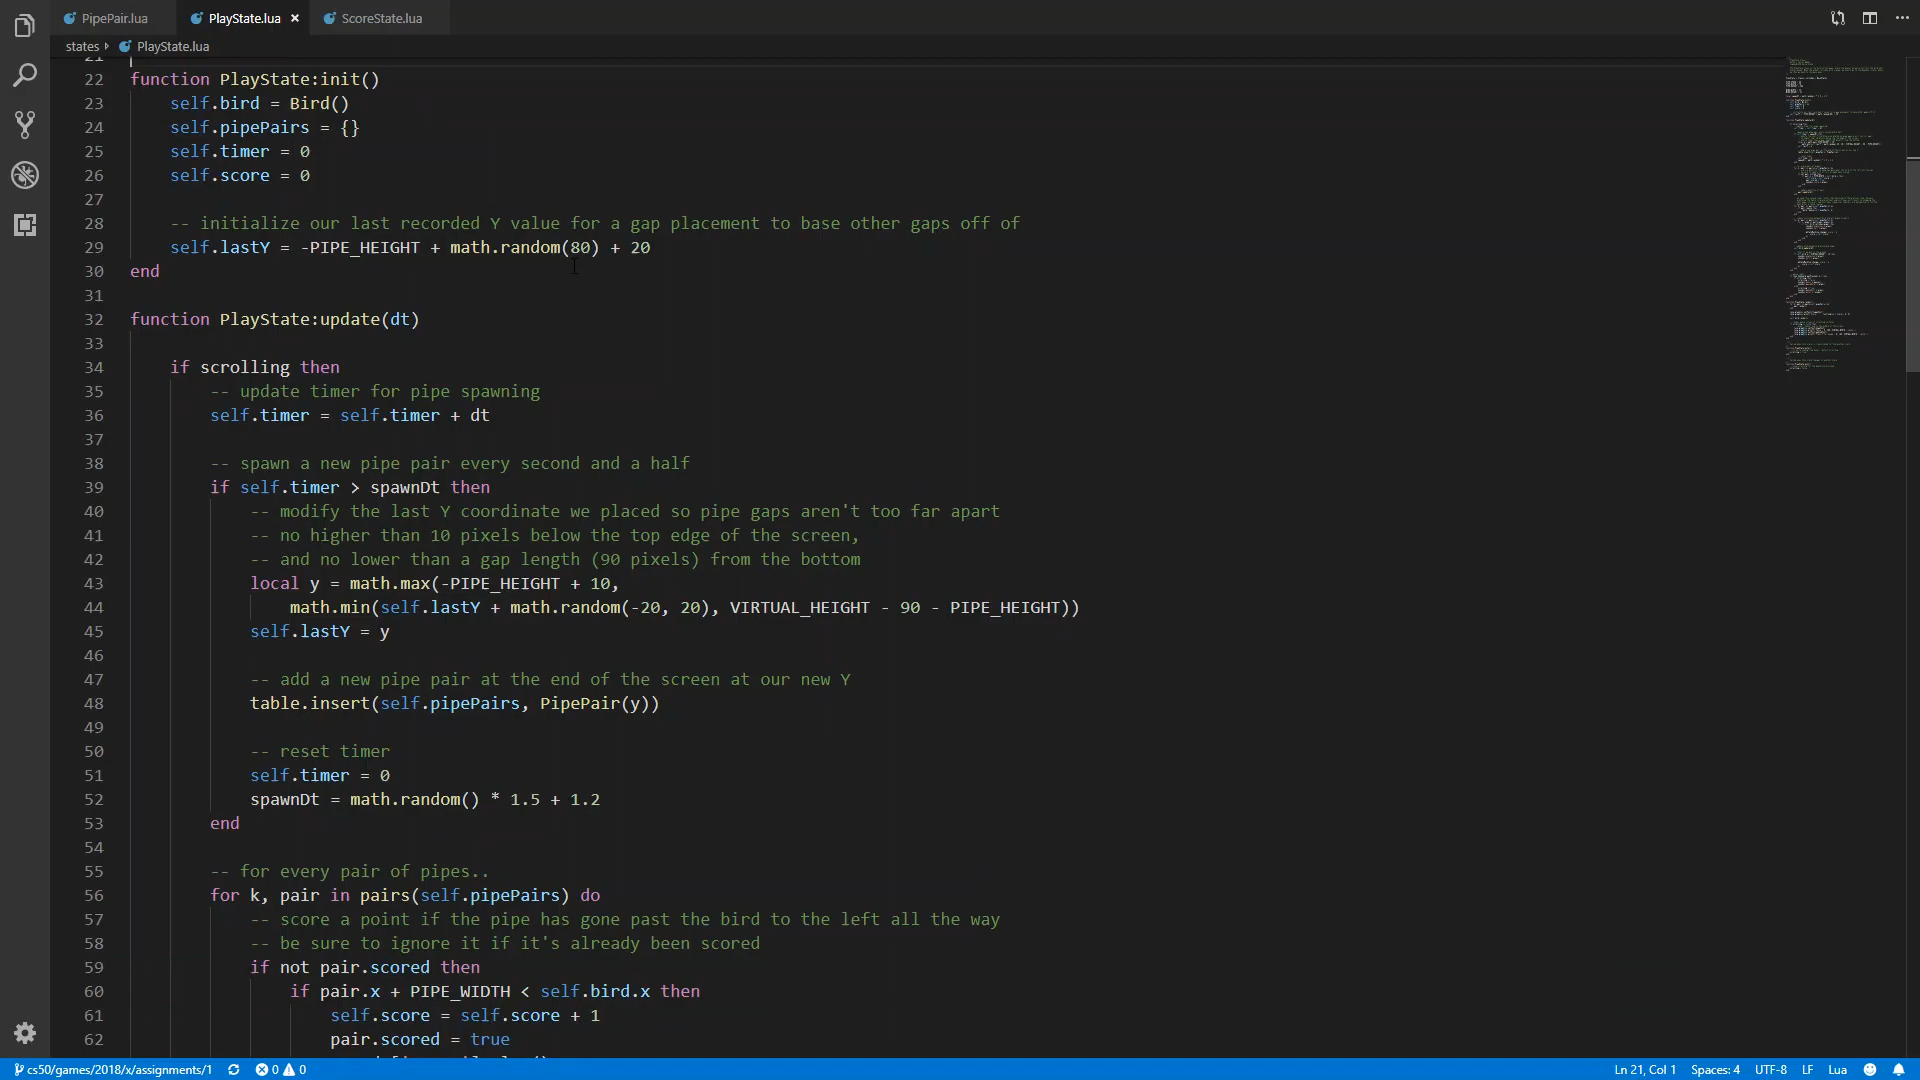 PipePair.lua
PlayState.lua ×
ScoreState.lua
states
PlayState.lua
21
22 function PlayState:init()
23 self.bird = Bird()
24 self.pipePairs = {}
25 self.timer = 0
26 self.score = 0
27
28 -- initialize our last recorded Y value for a gap placement to base other gaps off of
29 self.lastY = -PIPE_HEIGHT + math.random(80) + 20
30 end
31
32 function PlayState:update(dt)
33
34 if scrolling then
35 -- update timer for pipe spawning
36 self.timer = self.timer + dt
37
38 -- spawn a new pipe pair every second and a half
39 if self.timer > spawnDt then
40 -- modify the last Y coordinate we placed so pipe gaps aren't too far apart
41 -- no higher than 10 pixels below the top edge of the screen,
42 -- and no lower than a gap length (90 pixels) from the bottom
43 local y = math.max(-PIPE_HEIGHT + 10,
44 math.min(self.lastY + math.random(-20, 20), VIRTUAL_HEIGHT - 90 - PIPE_HEIGHT))
45 self.lastY = y
46
47 -- add a new pipe pair at the end of the screen at our new Y
48 table.insert(self.pipePairs, PipePair(y))
49
50 -- reset timer
51 self.timer = 0
52 spawnDt = math.random() * 1.5 + 1.2
53 end
54
55 -- for every pair of pipes..
56 for k, pair in pairs(self.pipePairs) do
57 -- score a point if the pipe has gone past the bird to the left all the way
58 -- be sure to ignore it if it's already been scored
59 if not pair.scored then
60 if pair.x + PIPE_WIDTH < self.bird.x then
61 self.score = self.score + 1
62 pair.scored = true
cs50/games/2018/x/assignments/1
0
0
Ln 21, Col 1
Spaces: 4
UTF-8
LF
Lua